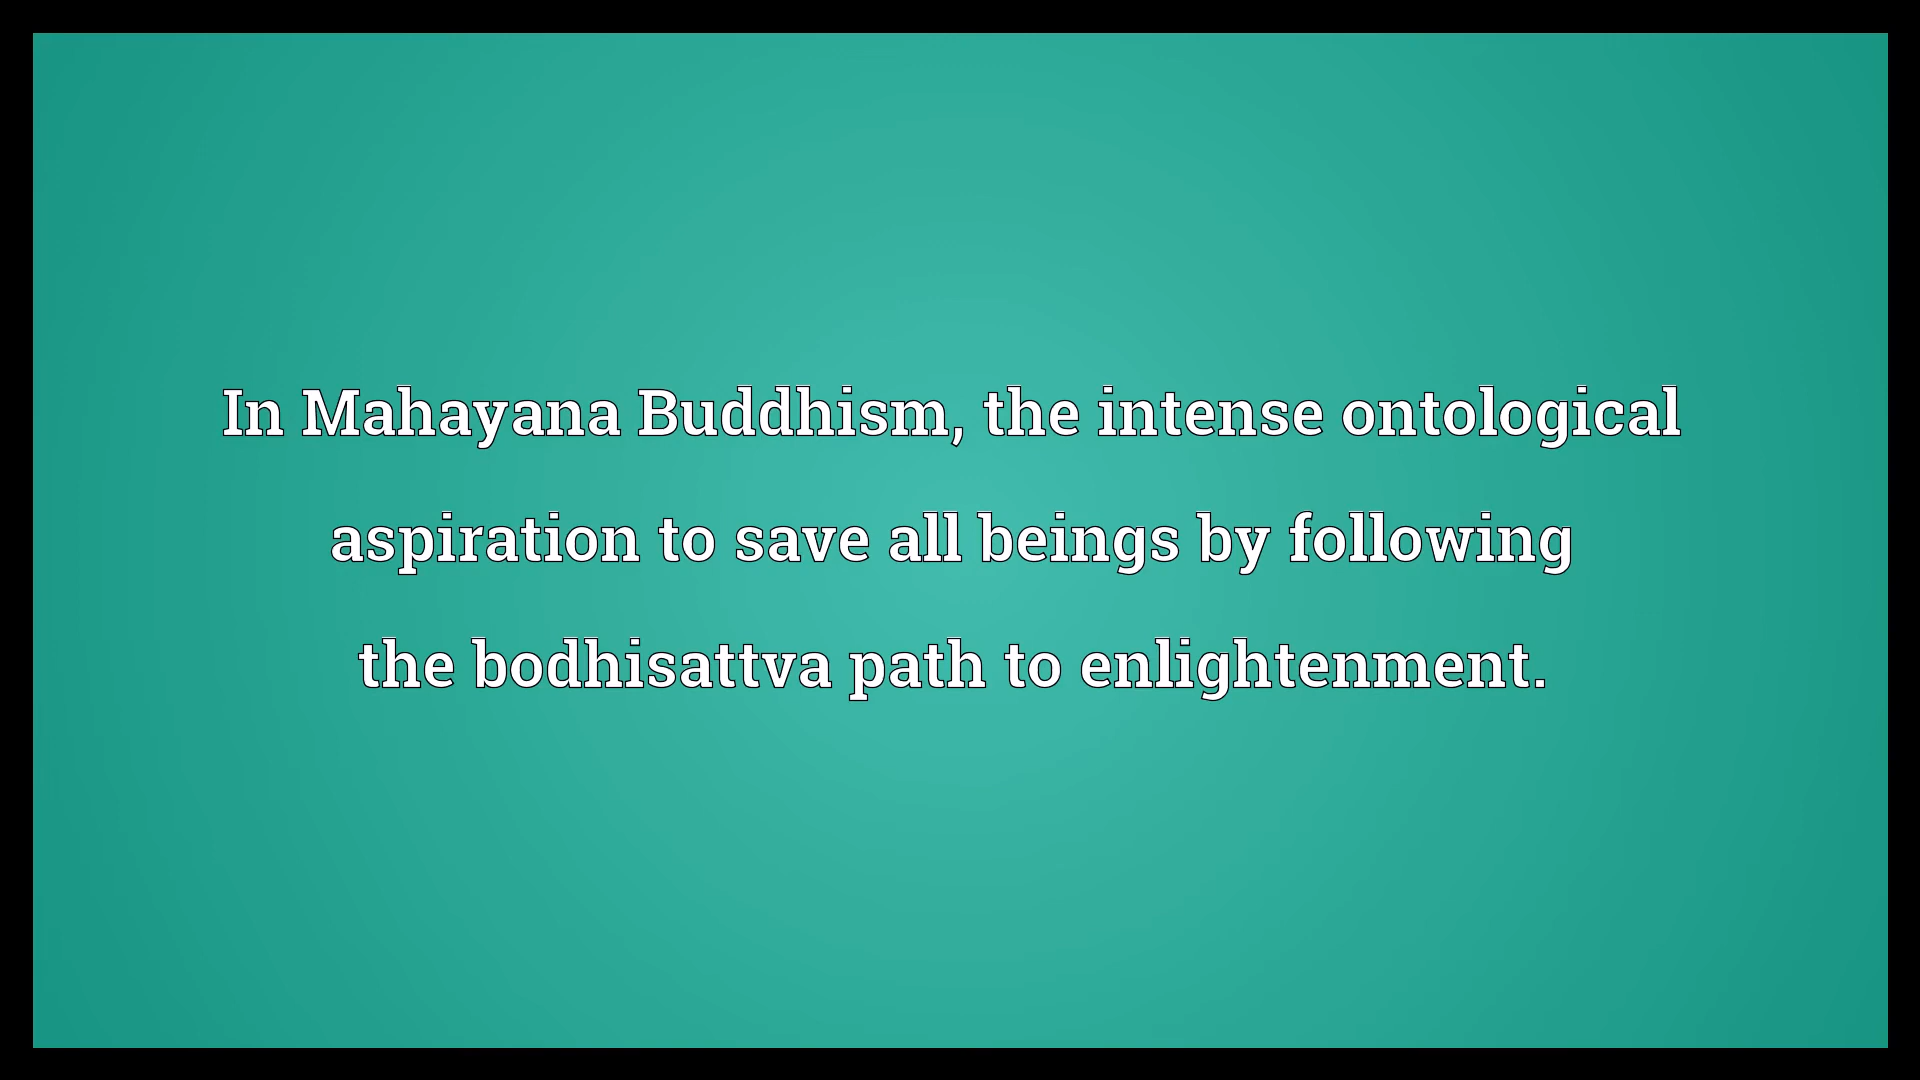 In Mahayana Buddhism, the intense ontological
aspiration to save all beings by following
the bodhisattva path to enlightenment.